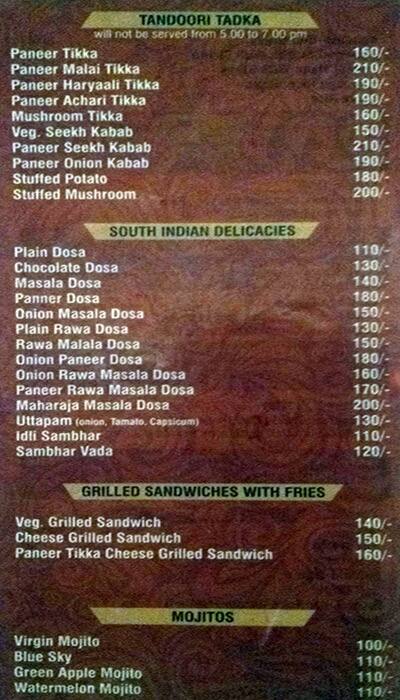 TANDOORI TADKA
will not be served from 5.00 to 7.00 pm
Paneer Tikka 160/-
Paneer Malai Tikka 210/-
Paneer Haryaali Tikka 190/-
Paneer Achari Tikka 190/-
Mushroom Tikka 160/-
Veg. Seekh Kabab 150/-
Paneer Seekh Kabab 210/-
Paneer Onion Kabab 190/-
Stuffed Potato 180/-
Stuffed Mushroom 200/-
SOUTH INDIAN DELICACIES
Plain Dosa 110/-
Chocolate Dosa 130/-
Masala Dosa 140/-
Panner Dosa 180/-
Onion Masala Dosa 150/-
Plain Rawa Dosa 130/-
Rawa Malala Dosa 150/-
Onion Paneer Dosa 180/-
Onion Rawa Masala Dosa 160/-
Paneer Rawa Masala Dosa 170/-
Maharaja Masala Dosa 200/-
Uttapam (onion, Tamato, Capsicum) 130/-
Idli Sambhar 110/-
Sambhar Vada 120/-
GRILLED SANDWICHES WITH FRIES
Veg. Grilled Sandwich 140/-
Cheese Grilled Sandwich 150/-
Paneer Tikka Cheese Grilled Sandwich 160/-
MOJITOS
Virgin Mojito 100/-
Blue Sky 110/-
Green Apple Mojito 110/-
Watermelon Mojito 110/-